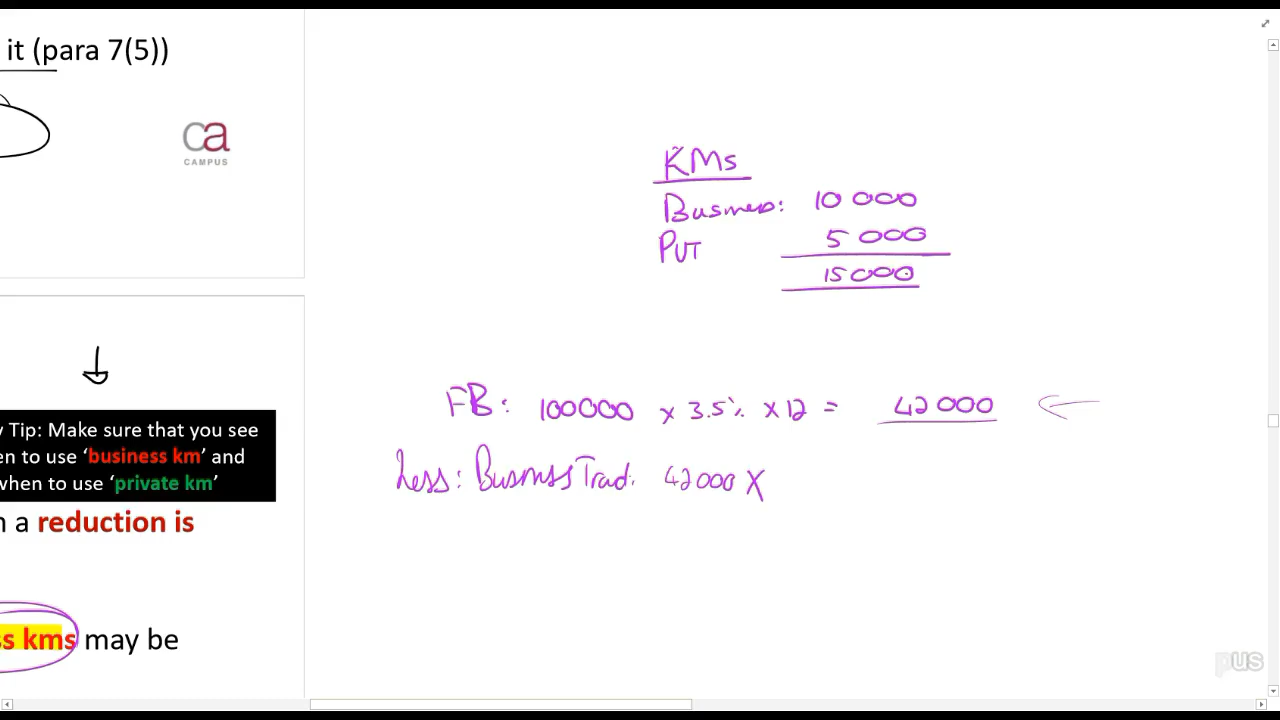 it (para 7(5))
ca
CAMPUS
KMs
Business: 10 000
PVT 5 000
15000
FB: 100000 x 3.5% x 12 = 42 000
y Tip: Make sure that you see
en to use ‘business km’ and
when to use ‘private km’
Less: Business Trad: 42000 X
n a reduction is
ss kms may be
pus